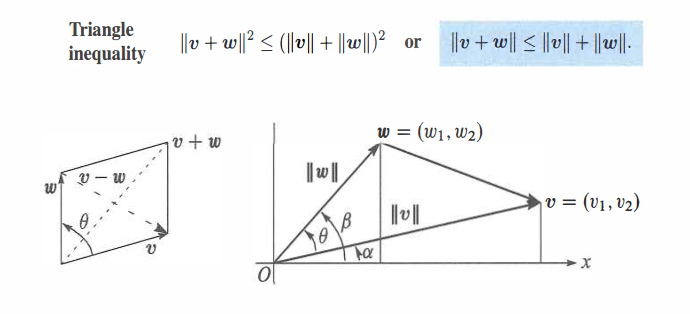 Triangle
inequality
‖v + w‖² ≤ (‖v‖ + ‖w‖)² or ‖v + w‖ ≤ ‖v‖ + ‖w‖.
v + w
w
v − w
θ
v
w = (w₁, w₂)
‖w‖
‖v‖
v = (v₁, v₂)
θ
β
α
O
x